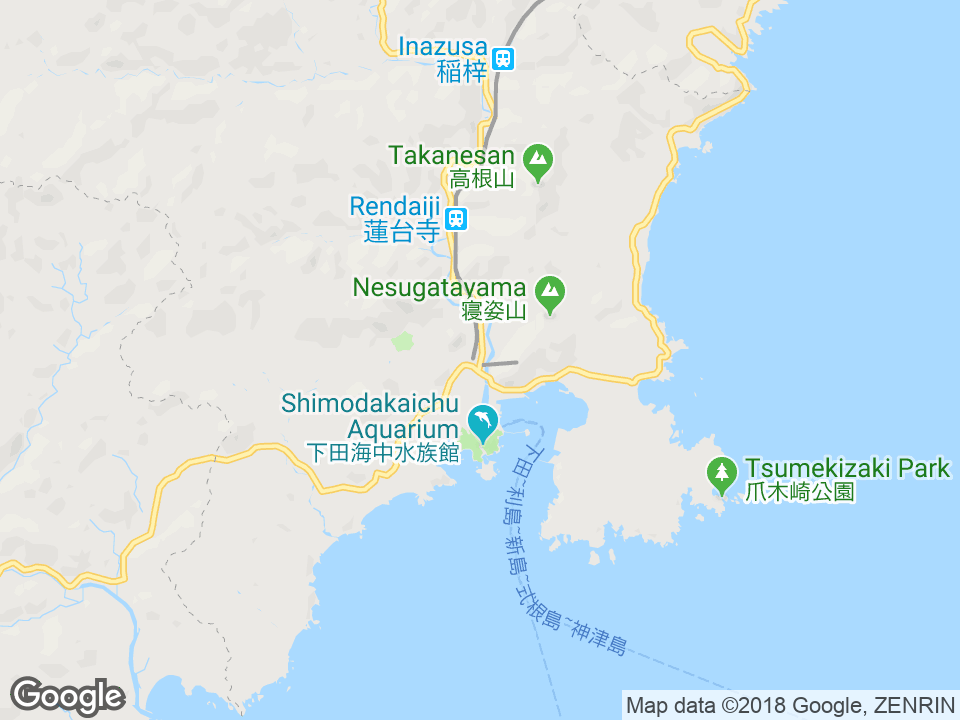 Inazusa
稲梓
Takanesan
高根山
Rendaiji
蓮台寺
Nesugatayama
寝姿山
Shimodakaichu
Aquarium
下田海中水族館
Tsumekizaki Park
爪木崎公園
下田~利島~新島~式根島~神津島
Google
Map data ©2018 Google, ZENRIN